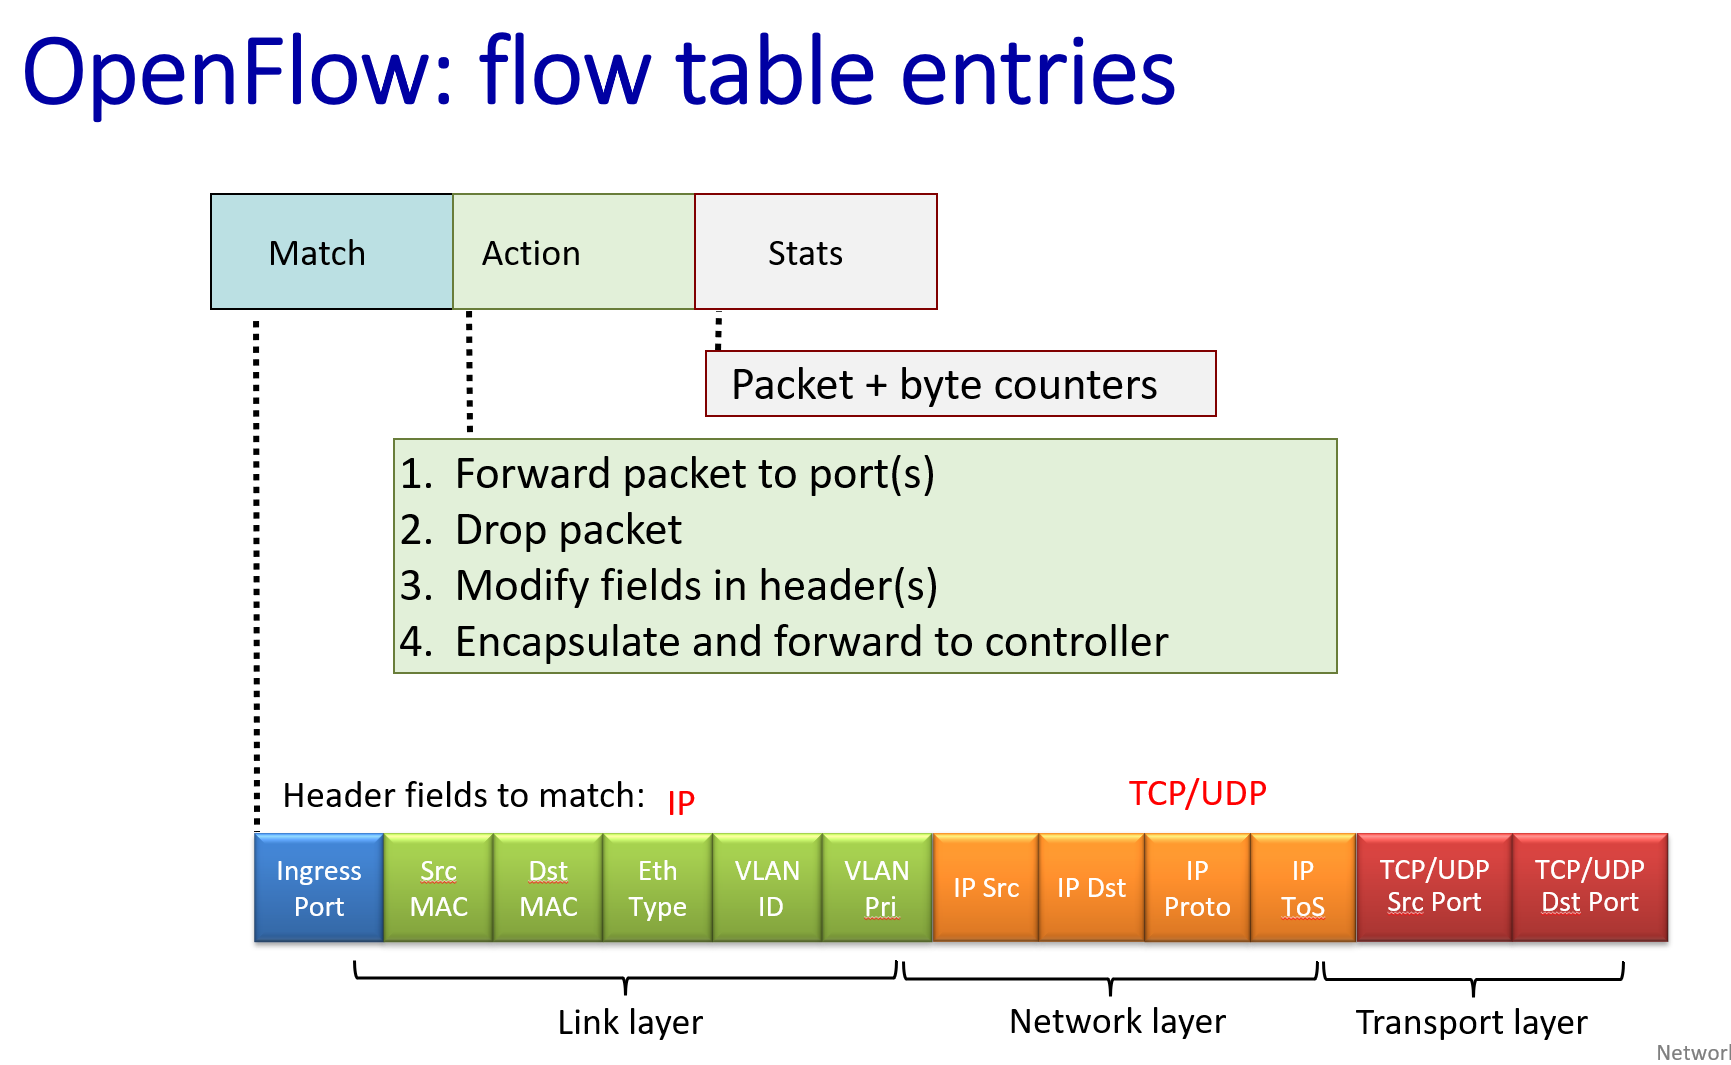 OpenFlow: flow table entries
Match Action Stats
Packet + byte counters
1. Forward packet to port(s)
2. Drop packet
3. Modify fields in header(s)
4. Encapsulate and forward to controller
Header fields to match: IP TCP/UDP
Ingress Port
Src MAC
Dst MAC
Eth Type
VLAN ID
VLAN Pri
IP Src
IP Dst
IP Proto
IP ToS
TCP/UDP Src Port
TCP/UDP Dst Port
Link layer
Network layer
Transport layer